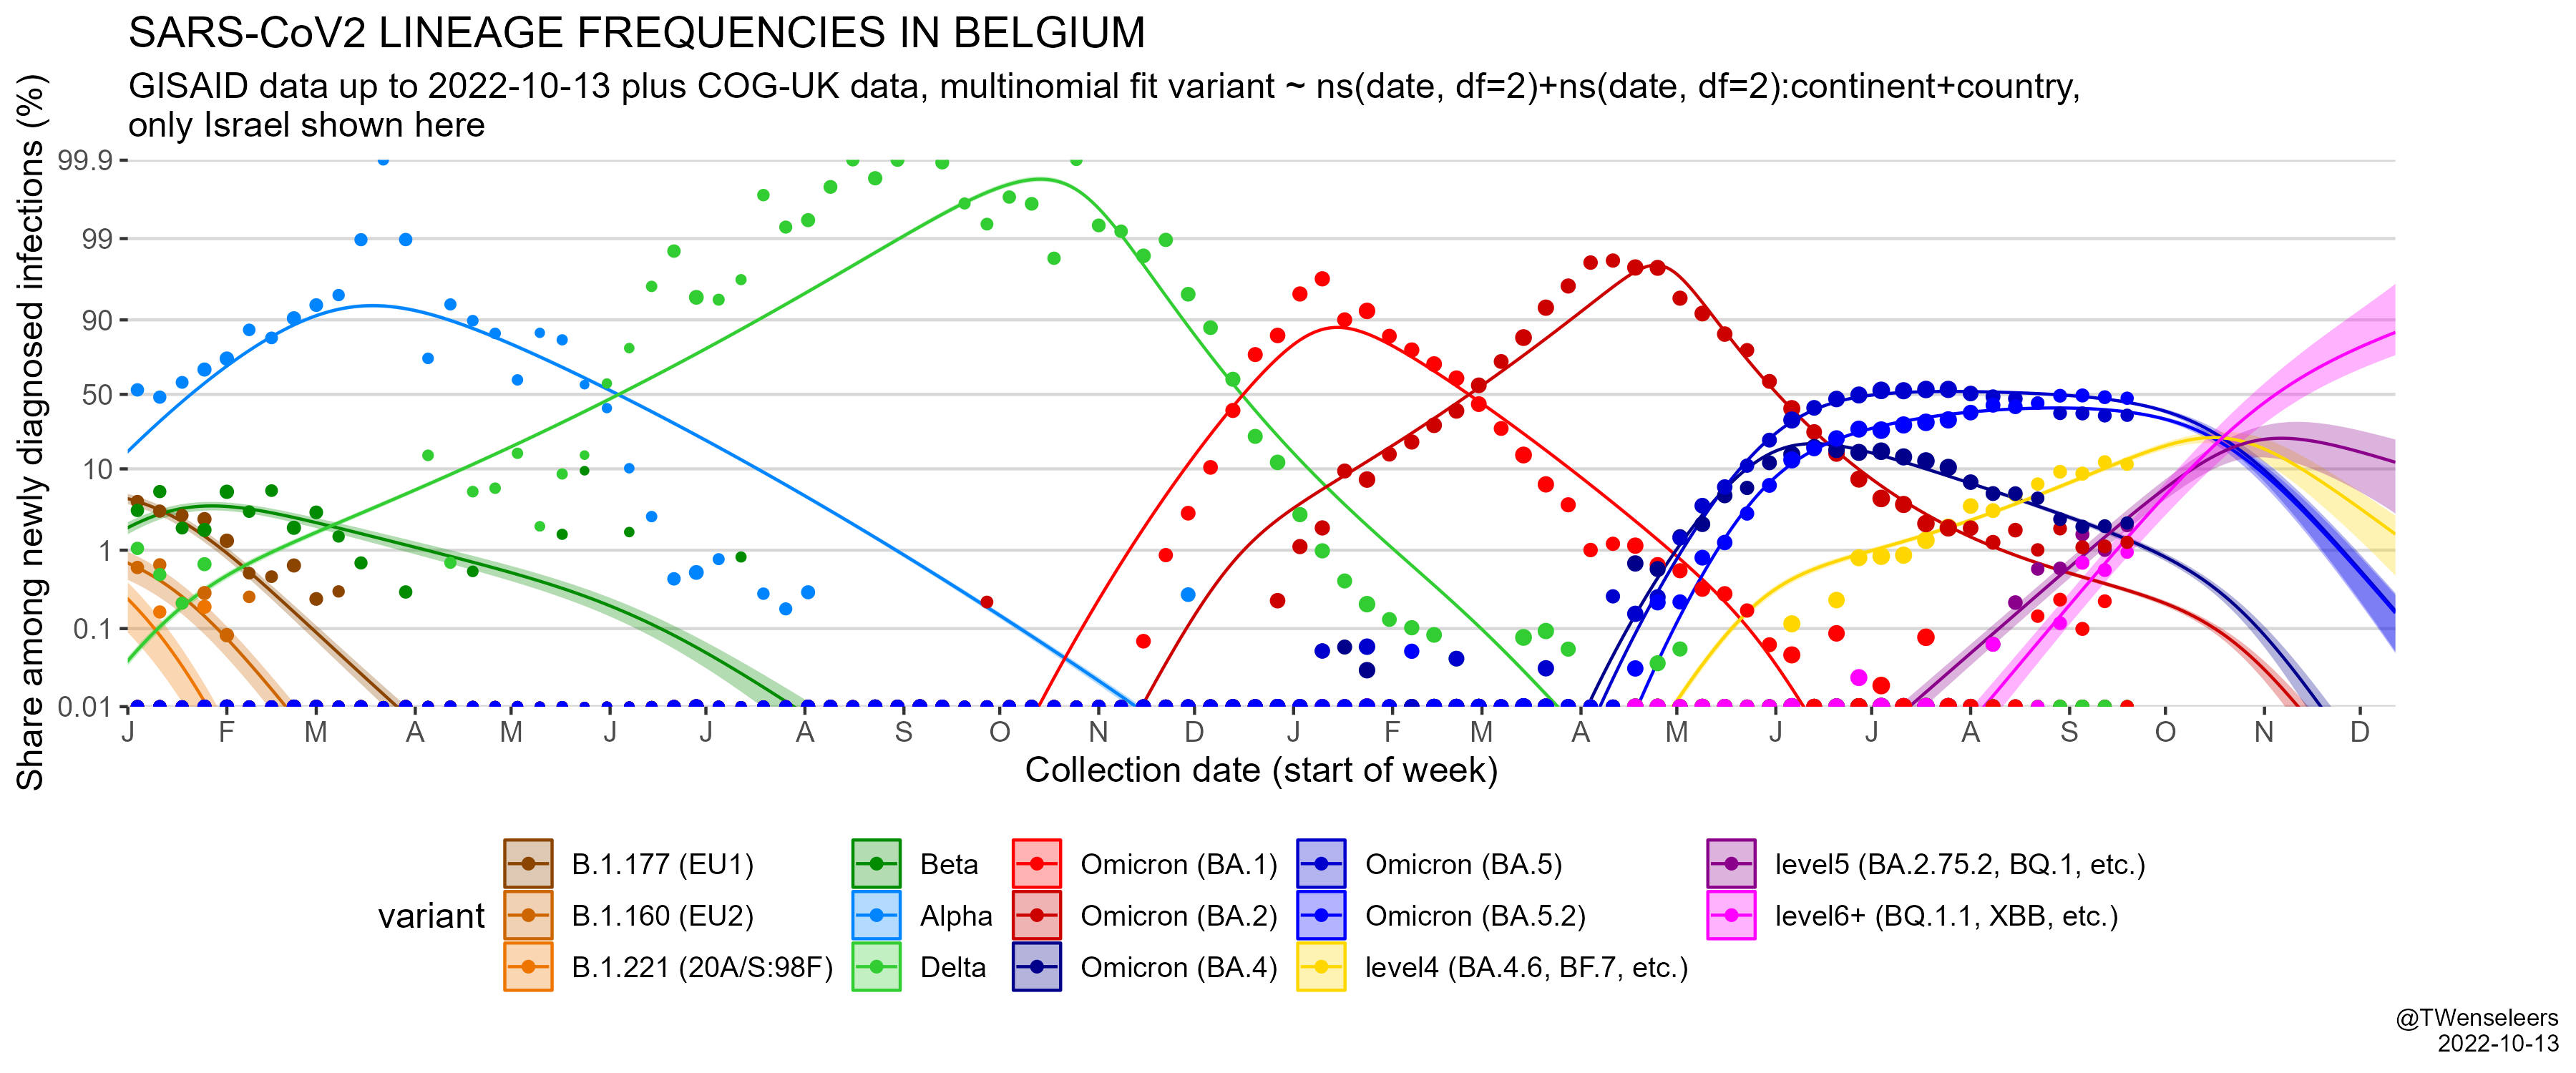 SARS-CoV2 LINEAGE FREQUENCIES IN BELGIUM
GISAID data up to 2022-10-13 plus COG-UK data, multinomial fit variant ~ ns(date, df=2)+ns(date, df=2):continent+country,
only Israel shown here
Share among newly diagnosed infections (%)
99.9
99
90
50
10
1
0.1
0.01
J F M A M J J A S O N D J F M A M J J A S O N D
Collection date (start of week)
variant
B.1.177 (EU1)
B.1.160 (EU2)
B.1.221 (20A/S:98F)
Beta
Alpha
Delta
Omicron (BA.1)
Omicron (BA.2)
Omicron (BA.4)
Omicron (BA.5)
Omicron (BA.5.2)
level4 (BA.4.6, BF.7, etc.)
level5 (BA.2.75.2, BQ.1, etc.)
level6+ (BQ.1.1, XBB, etc.)
@TWenseleers
2022-10-13